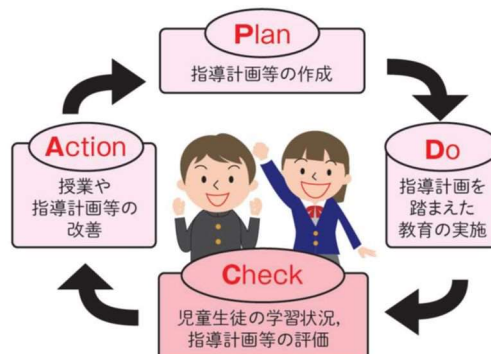 Plan
指導計画等の作成
Action
授業や
指導計画等の
改善
Do
指導計画を
踏まえた
教育の実施
Check
児童生徒の学習状況,
指導計画等の評価